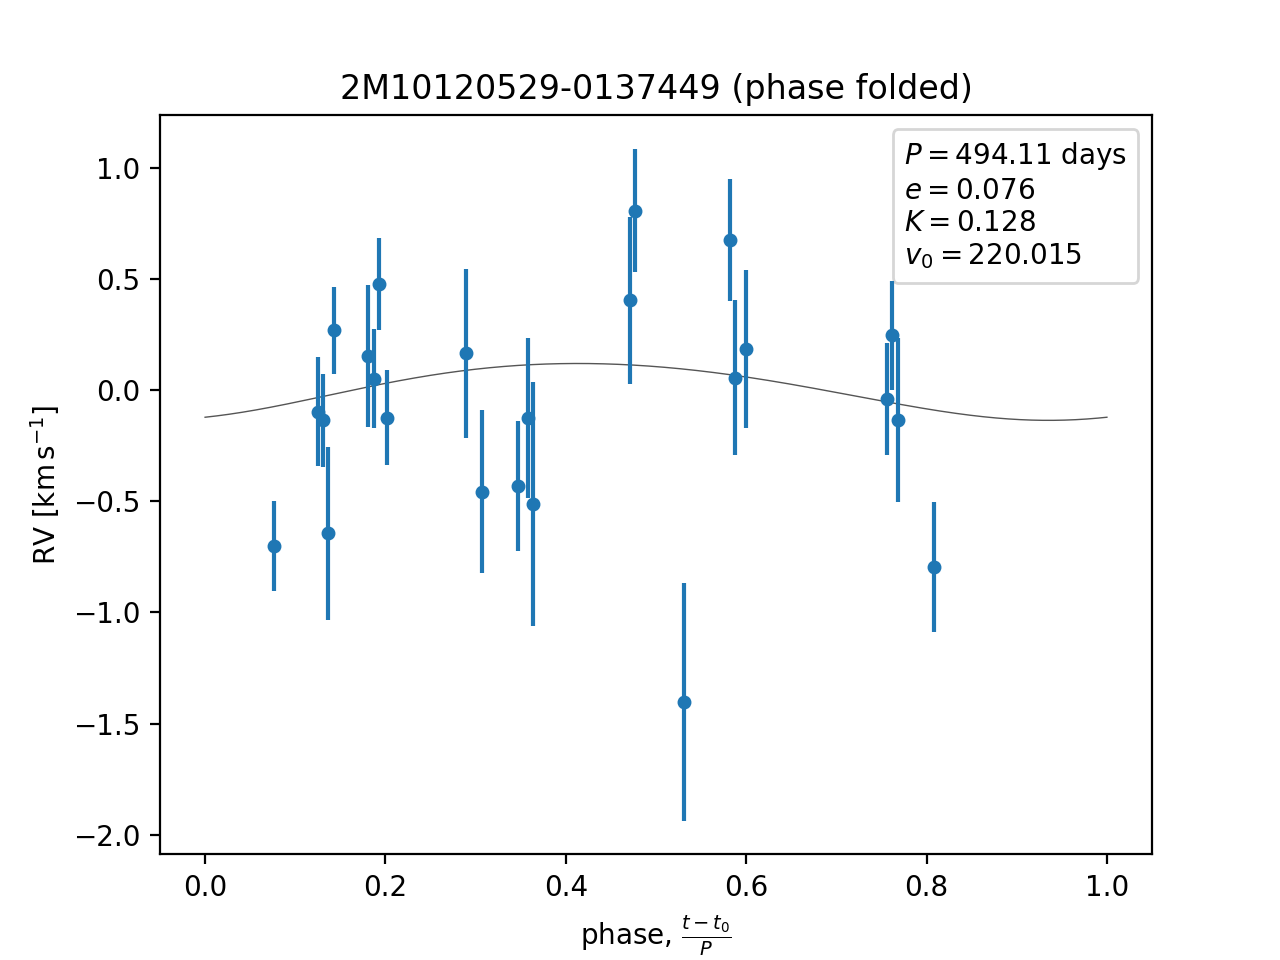 2M10120529-0137449 (phase folded)
P = 494.11 days
e = 0.076
K = 0.128
v₀ = 220.015
1.0
0.5
0.0
−0.5
−1.0
−1.5
−2.0
RV [km s⁻¹]
0.0 0.2 0.4 0.6 0.8 1.0
phase, (t − t₀)/P